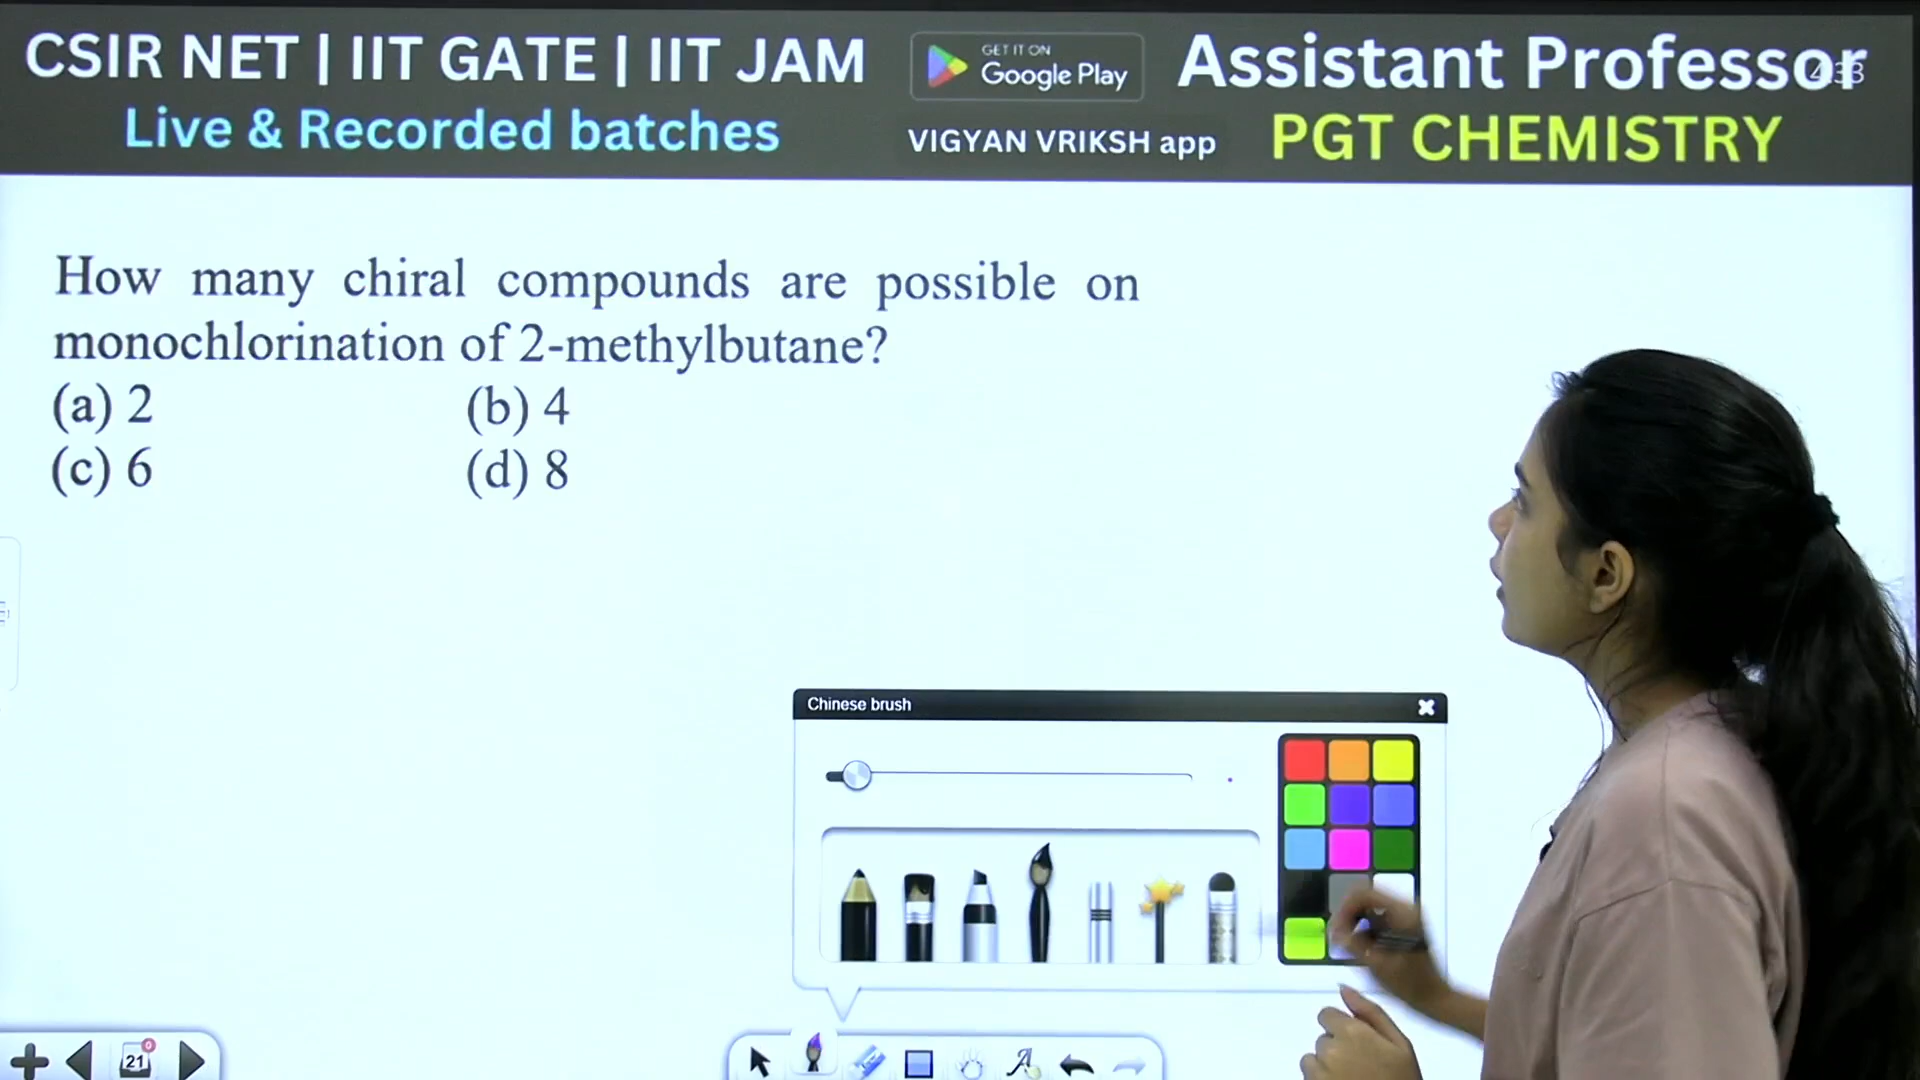 CSIR NET | IIT GATE | IIT JAM
GET IT ON
Google Play
Assistant Professor
Live & Recorded batches
VIGYAN VRIKSH app
PGT CHEMISTRY
How many chiral compounds are possible on
monochlorination of 2-methylbutane?
(a) 2 (b) 4
(c) 6 (d) 8
Chinese brush
21
0